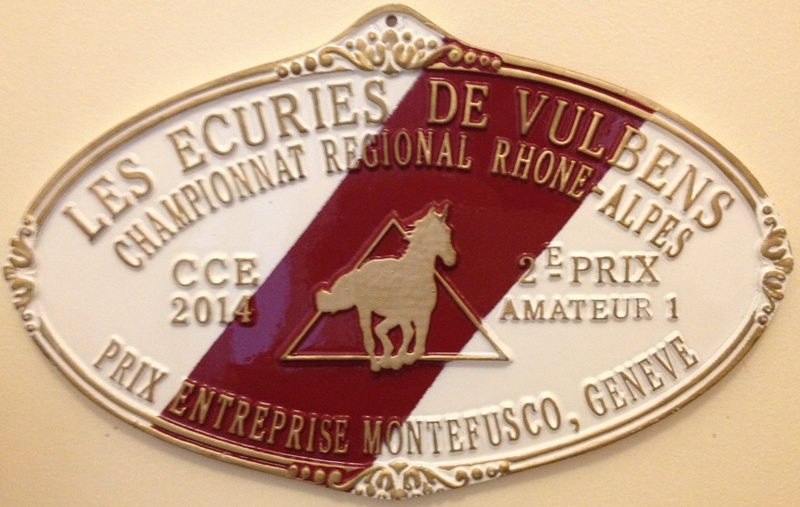 LES ECURIES DE VULBENS
CHAMPIONNAT REGIONAL RHONE-ALPES
CCE
2014
2E PRIX
AMATEUR 1
PRIX ENTREPRISE MONTEFUSCO, GENEVE